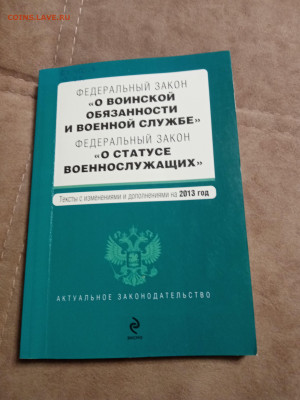 COINS.LAVE.RU
ФЕДЕРАЛЬНЫЙ ЗАКОН
«О ВОИНСКОЙ
ОБЯЗАННОСТИ
И ВОЕННОЙ СЛУЖБЕ»
ФЕДЕРАЛЬНЫЙ ЗАКОН
«О СТАТУСЕ
ВОЕННОСЛУЖАЩИХ»
Тексты с изменениями и дополнениями на 2013 год
АКТУАЛЬНОЕ ЗАКОНОДАТЕЛЬСТВО
ЭКСМО